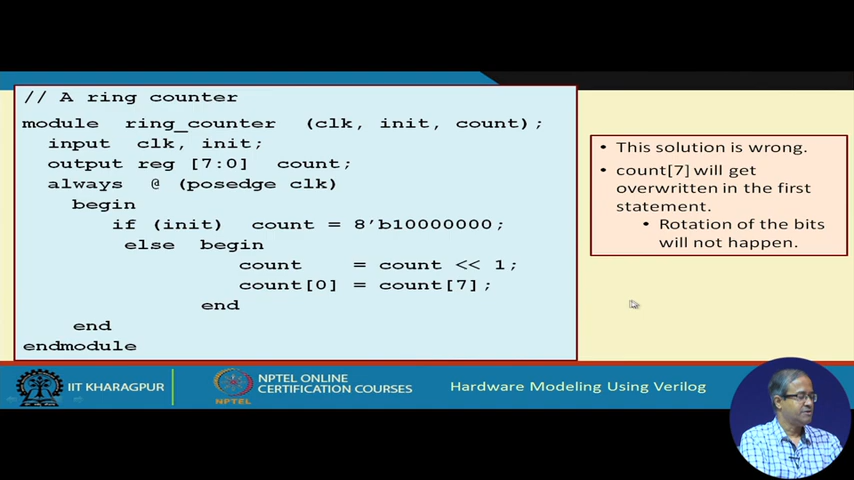 // A ring counter
module ring_counter (clk, init, count);
input clk, init;
output reg [7:0] count;
always @ (posedge clk)
begin
if (init) count = 8’b10000000;
else begin
count = count << 1;
count[0] = count[7];
end
end
endmodule
• This solution is wrong.
• count[7] will get
overwritten in the first
statement.
• Rotation of the bits
will not happen.
IIT KHARAGPUR
NPTEL
NPTEL ONLINE
CERTIFICATION COURSES
Hardware Modeling Using Verilog